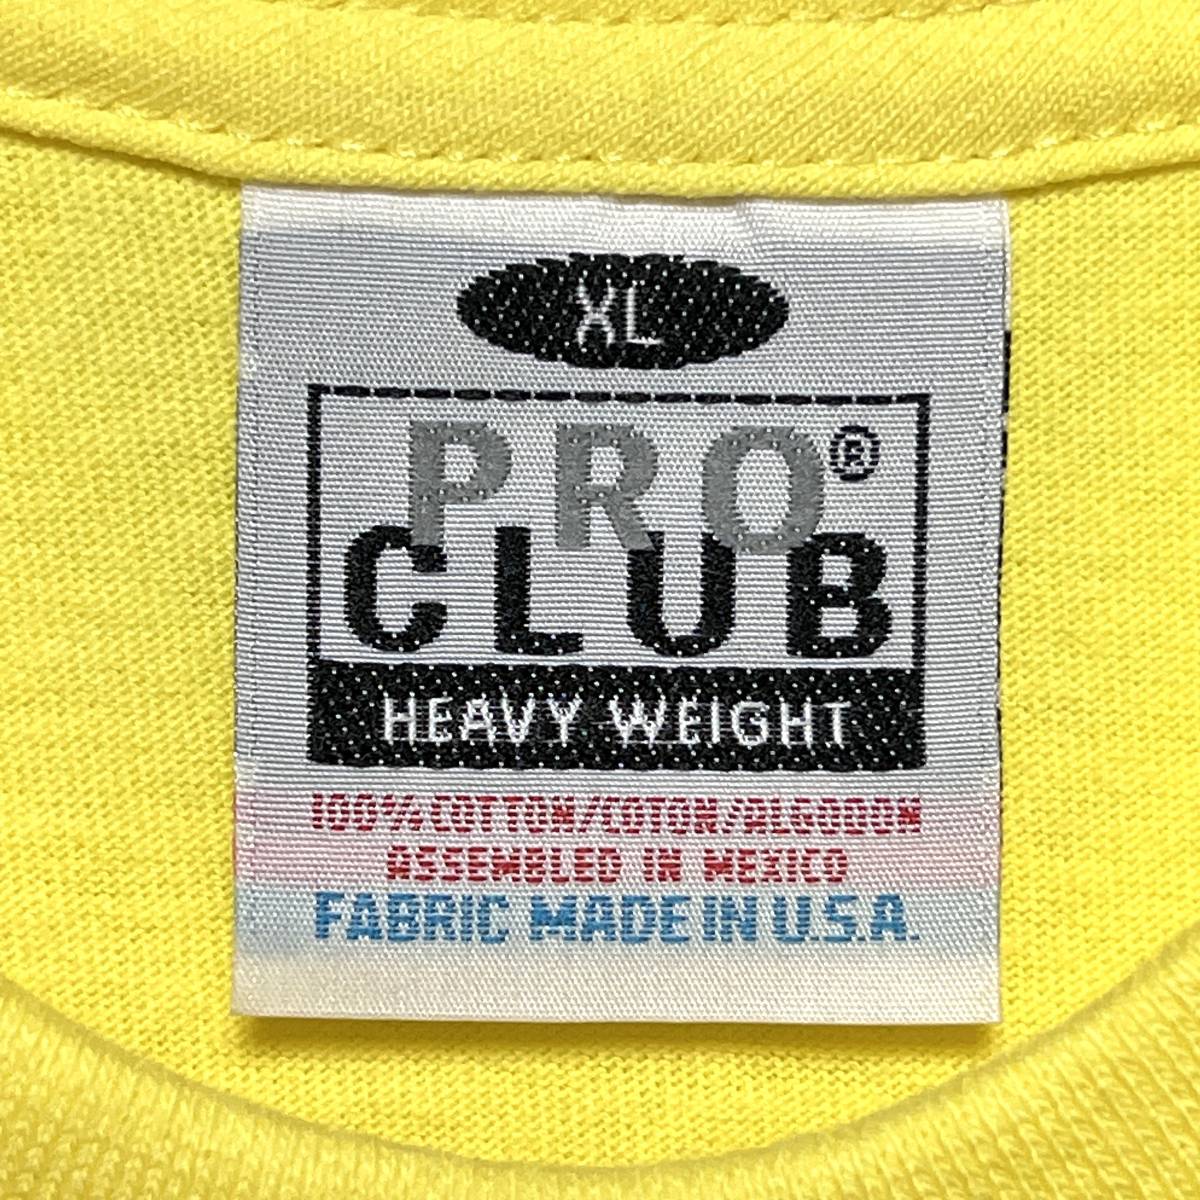 XL
PRO®
CLUB
HEAVY WEIGHT
100% COTTON/COTON/ALGODON
ASSEMBLED IN MEXICO
FABRIC MADE IN U.S.A.